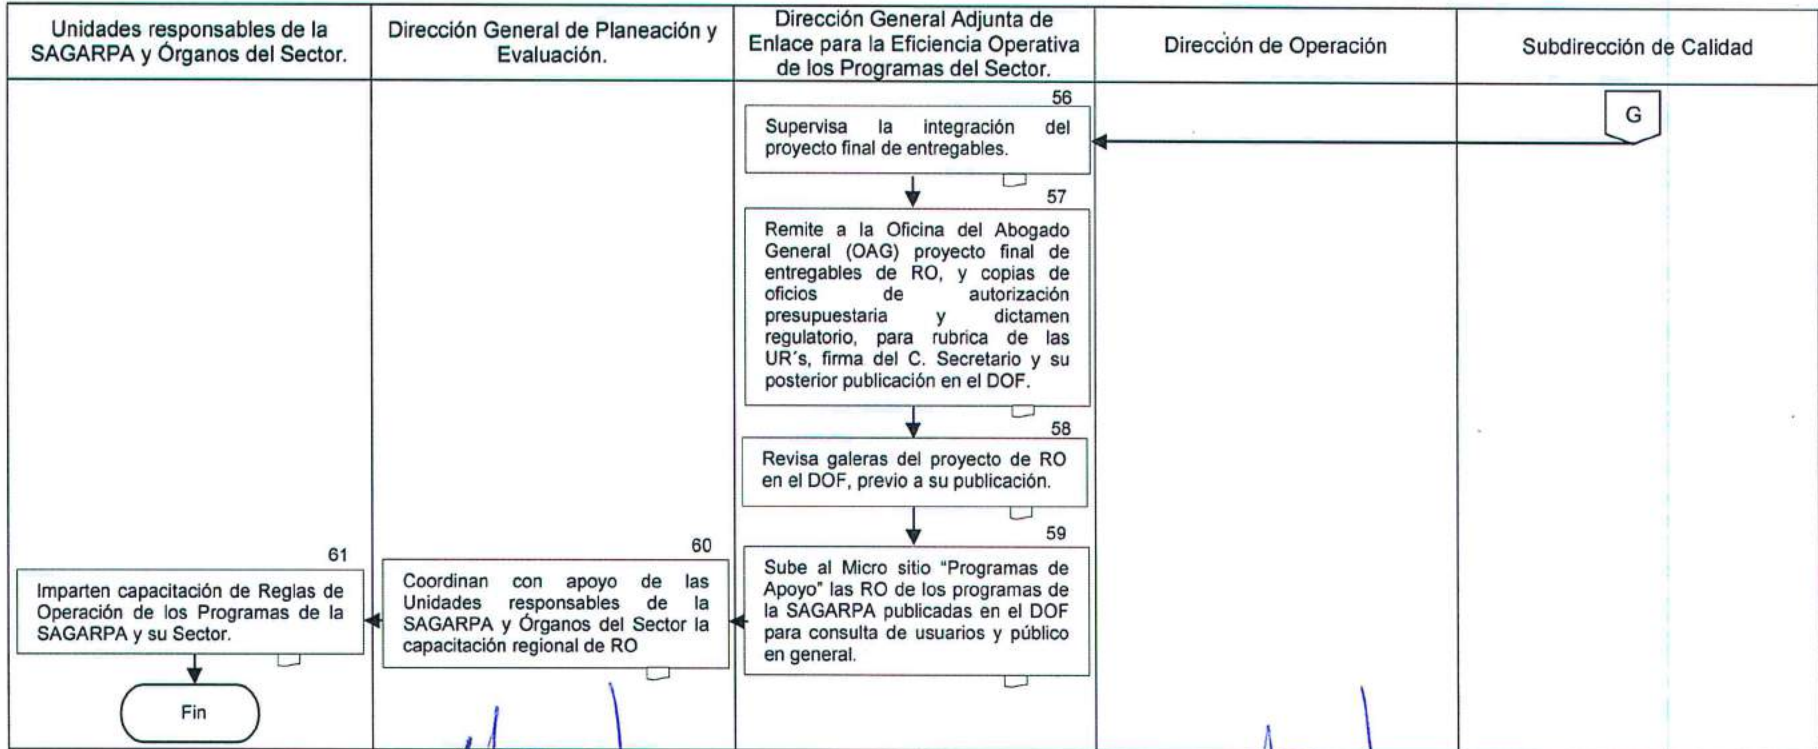 Unidades responsables de la
SAGARPA y Órganos del Sector.
Dirección General de Planeación y
Evaluación.
Dirección General Adjunta de
Enlace para la Eficiencia Operativa
de los Programas del Sector.
Dirección de Operación
Subdirección de Calidad
G
56
Supervisa la integración del
proyecto final de entregables.
57
Remite a la Oficina del Abogado
General (OAG) proyecto final de
entregables de RO, y copias de
oficios de autorización
presupuestaria y dictamen
regulatorio, para rubrica de las
UR´s, firma del C. Secretario y su
posterior publicación en el DOF.
58
Revisa galeras del proyecto de RO
en el DOF, previo a su publicación.
59
Sube al Micro sitio "Programas de
Apoyo" las RO de los programas de
la SAGARPA publicadas en el DOF
para consulta de usuarios y público
en general.
60
Coordinan con apoyo de las
Unidades responsables de la
SAGARPA y Órganos del Sector la
capacitación regional de RO
61
Imparten capacitación de Reglas de
Operación de los Programas de la
SAGARPA y su Sector.
Fin